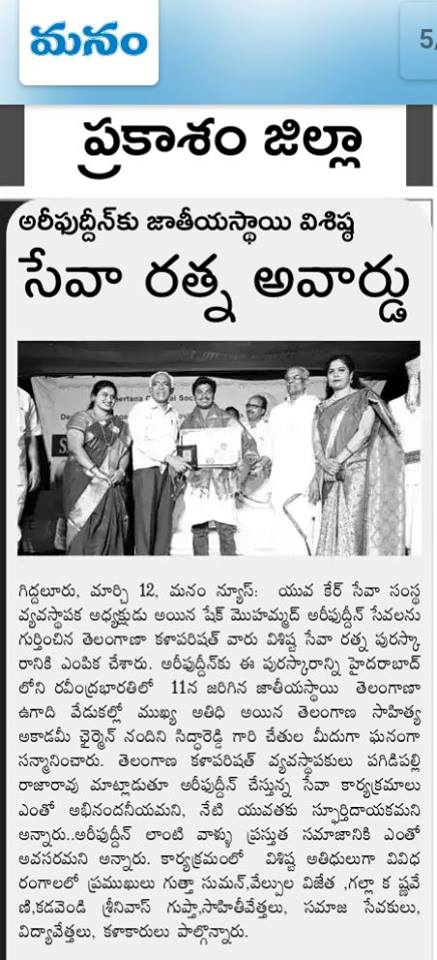 మనం
5/
ప్రకాశం జిల్లా
అరీఫుద్దీన్‌కు జాతీయస్థాయి విశిష్ఠ
సేవా రత్న అవార్డు
గిద్దలూరు, మార్చి 12, మనం న్యూస్: యువ కేర్ సేవా సంస్థ
వ్యవస్థాపక అధ్యక్షుడు అయిన షేక్ మొహమ్మద్ అరీఫుద్దీన్ సేవలను
గుర్తించిన తెలంగాణా కళాపరిషత్ వారు విశిష్ట సేవా రత్న పురస్కా
రానికి ఎంపిక చేశారు. అరీఫుద్దీన్‌కు ఈ పురస్కారాన్ని హైదరాబాద్
లోని రవీంద్రభారతిలో 11న జరిగిన జాతీయస్థాయి తెలంగాణా
ఉగాది వేడుకల్లో ముఖ్య అతిథి అయిన తెలంగాణ సాహిత్య
అకాడమీ ఛైర్మెన్ నందిని సిద్ధారెడ్డి గారి చేతుల మీదుగా ఘనంగా
సన్మానించారు. తెలంగాణ కళాపరిషత్ వ్యవస్థాపకులు పగిడిపల్లి
రాజారావు మాట్లాడుతూ అరీఫుద్దీన్ చేస్తున్న సేవా కార్యక్రమాలు
ఎంతో అభినందనీయమని, నేటి యువతకు స్ఫూర్తిదాయకమని
అన్నారు..అరీఫుద్దీన్ లాంటి వాళ్ళు ప్రస్తుత సమాజానికి ఎంతో
అవసరమని అన్నారు. కార్యక్రమంలో విశిష్ట అతిధులుగా వివిధ
రంగాలలో ప్రముఖులు గుత్తా సుమన్,వేల్పుల విజేత ,గల్లా క ష్ణవే
ణి,కడవెండి శ్రీనివాస్ గుప్తా,సాహితీవేత్తలు, సమాజ సేవకులు,
విద్యావేత్తలు, కళాకారులు పాల్గొన్నారు.